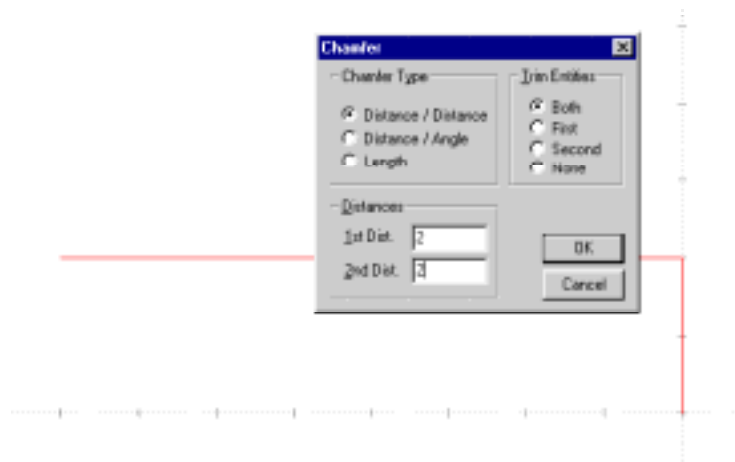 Chamfer
Chamfer Type
Distance / Distance
Distance / Angle
Length
Trim Entities
Both
First
Second
None
Distances
1st Dist. 2
2nd Dist. 2
OK
Cancel